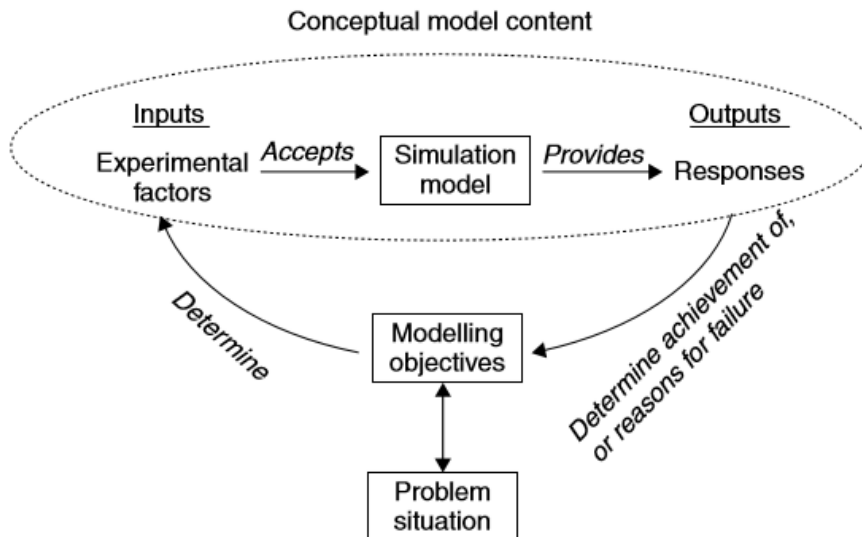 Conceptual model content
Inputs
Outputs
Experimental
factors
Accepts
Simulation
model
Provides
Responses
Determine
Modelling
objectives
Determine achievement of,
or reasons for failure
Problem
situation